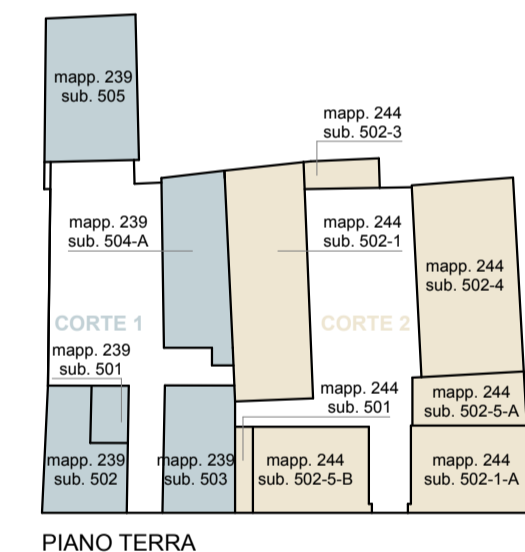 mapp. 239
sub. 505
mapp. 244
sub. 502-3
mapp. 239
sub. 504-A
mapp. 244
sub. 502-1
mapp. 244
sub. 502-4
CORTE 1
CORTE 2
mapp. 239
sub. 501
mapp. 244
sub. 501
mapp. 244
sub. 502-5-A
mapp. 239
sub. 502
mapp. 239
sub. 503
mapp. 244
sub. 502-5-B
mapp. 244
sub. 502-1-A
PIANO TERRA